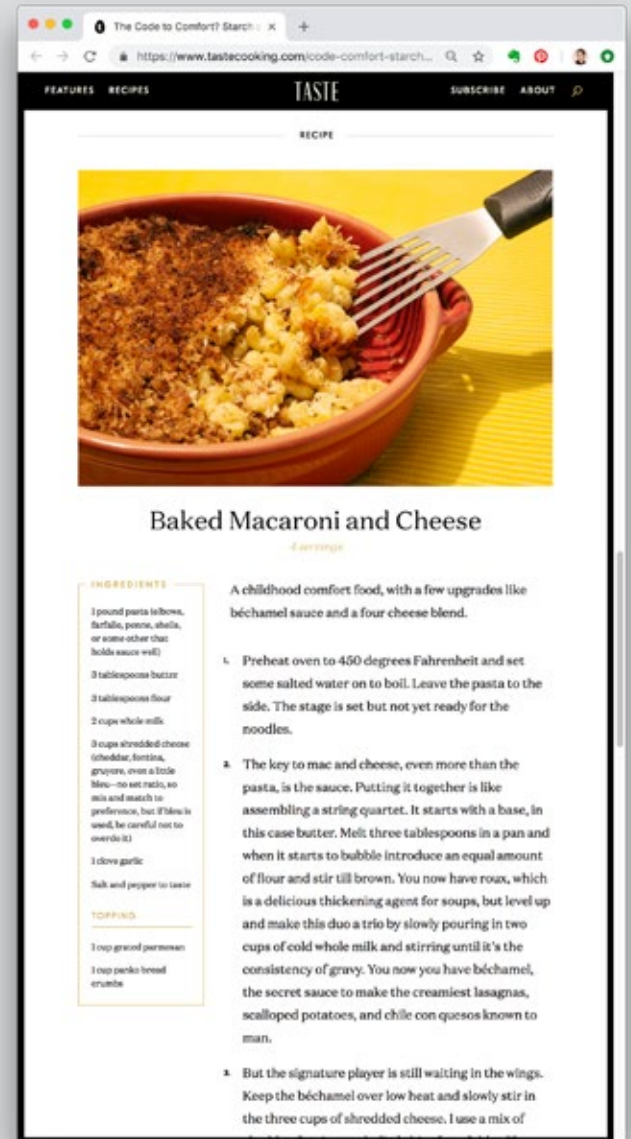 The Code to Comfort? Starch
https://www.tastecooking.com/code-comfort-starch...
FEATURES RECIPES TASTE SUBSCRIBE ABOUT
RECIPE
Baked Macaroni and Cheese
4 servings
INGREDIENTS
1 pound pasta (elbows,
farfalle, penne, shells,
or some other that
holds sauce well)
3 tablespoons butter
3 tablespoons flour
2 cups whole milk
3 cups shredded cheese
(cheddar, fontina,
gruyere, even a little
bleu—no set ratio, so
mix and match to
preference, but if bleu is
used, be careful not to
overdo it)
1 clove garlic
Salt and pepper to taste
TOPPING
1 cup grated parmesan
1 cup panko bread
crumbs
A childhood comfort food, with a few upgrades like
béchamel sauce and a four cheese blend.
1. Preheat oven to 450 degrees Fahrenheit and set
some salted water on to boil. Leave the pasta to the
side. The stage is set but not yet ready for the
noodles.
2. The key to mac and cheese, even more than the
pasta, is the sauce. Putting it together is like
assembling a string quartet. It starts with a base, in
this case butter. Melt three tablespoons in a pan and
when it starts to bubble introduce an equal amount
of flour and stir till brown. You now have roux, which
is a delicious thickening agent for soups, but level up
and make this duo a trio by slowly pouring in two
cups of cold whole milk and stirring until it's the
consistency of gravy. You now you have béchamel,
the secret sauce to make the creamiest lasagnas,
scalloped potatoes, and chile con quesos known to
man.
3. But the signature player is still waiting in the wings.
Keep the béchamel over low heat and slowly stir in
the three cups of shredded cheese. I use a mix of